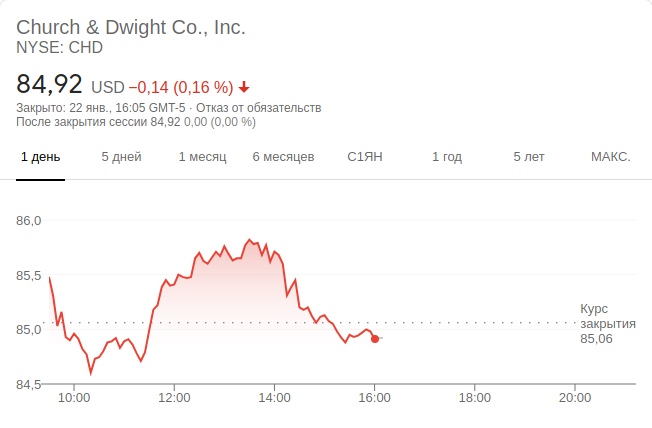 Church & Dwight Co., Inc.
NYSE: CHD
84,92 USD −0,14 (0,16 %)
Закрыто: 22 янв., 16:05 GMT-5 · Отказ от обязательств
После закрытия сессии 84,92 0,00 (0,00 %)
1 день 5 дней 1 месяц 6 месяцев С1ЯН 1 год 5 лет МАКС.
86,0
85,5
Курс
закрытия
85,0
85,06
84,5
10:00 12:00 14:00 16:00 18:00 20:00